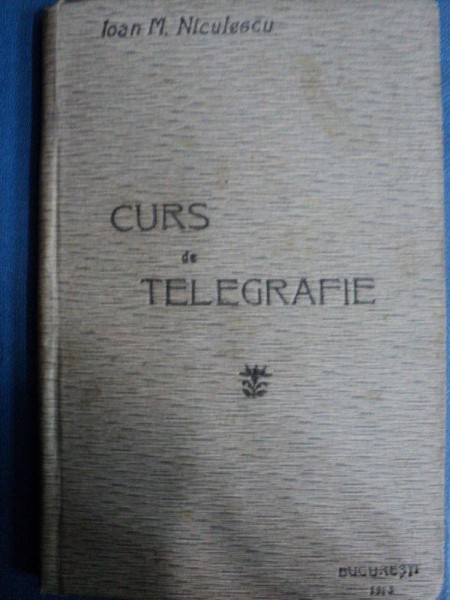 Ioan M. Niculescu
CURS
de
TELEGRAFIE
BUCUREŞTI